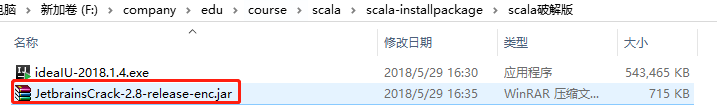 电脑 > 新加卷 (F:) > company > edu > course > scala > scala-installpackage > scala破解版
名称 修改日期 类型 大小
ideaIU-2018.1.4.exe 2018/5/29 16:30 应用程序 543,465 KB
JetbrainsCrack-2.8-release-enc.jar 2018/5/29 16:35 WinRAR 压缩文... 715 KB